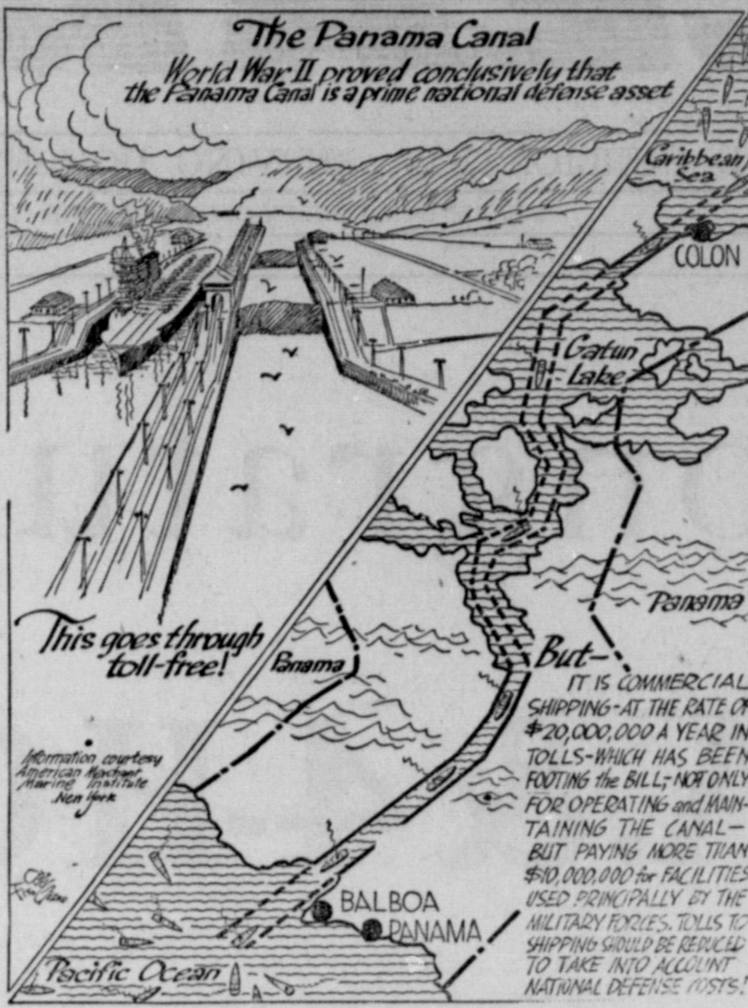 The Panama Canal
World War II proved conclusively that
the Panama Canal is a prime national defense asset
Caribbean
Sea
COLON
Gatun
Lake
Panama
This goes through
toll-free!
Panama
Information courtesy
American Merchant
Marine Institute
New York
But—
IT IS COMMERCIAL
SHIPPING-AT THE RATE OF
$20,000,000 A YEAR IN
TOLLS-WHICH HAS BEEN
FOOTING the BILL; NOT ONLY
FOR OPERATING and MAIN-
TAINING THE CANAL—
BUT PAYING MORE THAN
$10,000,000 for FACILITIES
USED PRINCIPALLY BY THE
MILITARY FORCES. TOLLS TO
SHIPPING SHOULD BE REDUCED
TO TAKE INTO ACCOUNT
NATIONAL DEFENSE COSTS.
BALBOA
PANAMA
Pacific Ocean